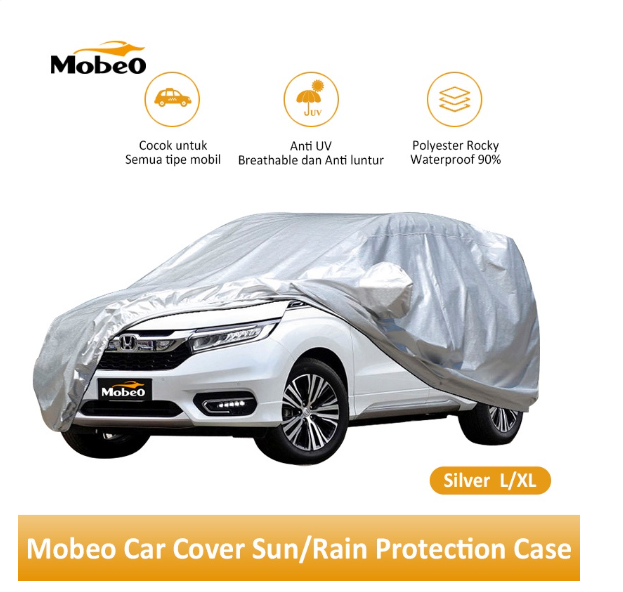 Mobeo
Cocok untuk
Semua tipe mobil
UV
Anti UV
Breathable dan Anti luntur
Polyester Rocky
Waterproof 90%
Mobeo
Silver L/XL
Mobeo Car Cover Sun/Rain Protection Case